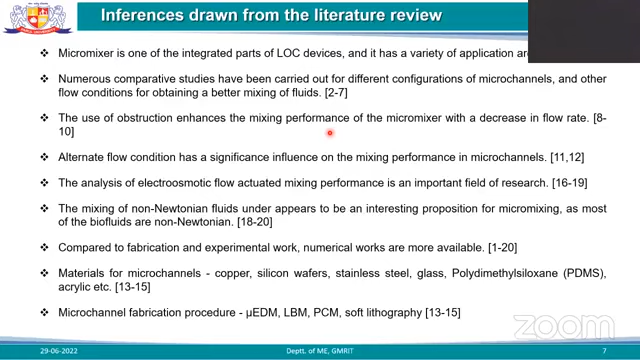 Inferences drawn from the literature review
❖ Micromixer is one of the integrated parts of LOC devices, and it has a variety of application
❖ Numerous comparative studies have been carried out for different configurations of microchannels, and other
flow conditions for obtaining a better mixing of fluids. [2-7]
❖ The use of obstruction enhances the mixing performance of the micromixer with a decrease in flow rate. [8-
10]
❖ Alternate flow condition has a significance influence on the mixing performance in microchannels. [11,12]
❖ The analysis of electroosmotic flow actuated mixing performance is an important field of research. [16-19]
❖ The mixing of non-Newtonian fluids under appears to be an interesting proposition for micromixing, as most
of the biofluids are non-Newtonian. [18-20]
❖ Compared to fabrication and experimental work, numerical works are more available. [1-20]
❖ Materials for microchannels - copper, silicon wafers, stainless steel, glass, Polydimethylsiloxane (PDMS),
acrylic etc. [13-15]
❖ Microchannel fabrication procedure - µEDM, LBM, PCM, soft lithography [13-15]
zoom
29-06-2022
Deptt. of ME, GMRIT
7